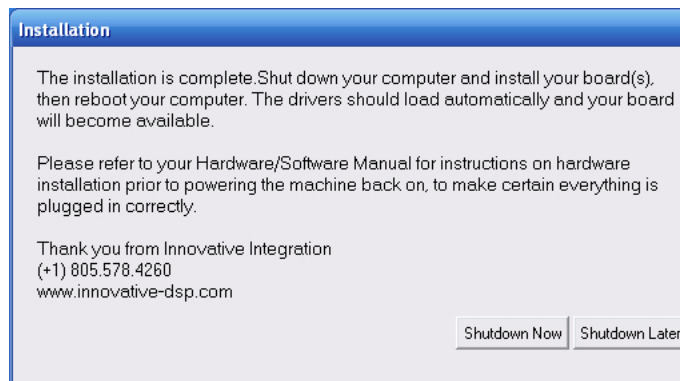 Installation
The installation is complete.Shut down your computer and install your board(s),
then reboot your computer. The drivers should load automatically and your board
will become available.
Please refer to your Hardware/Software Manual for instructions on hardware
installation prior to powering the machine back on, to make certain everything is
plugged in correctly.
Thank you from Innovative Integration
(+1) 805.578.4260
www.innovative-dsp.com
Shutdown Now Shutdown Later